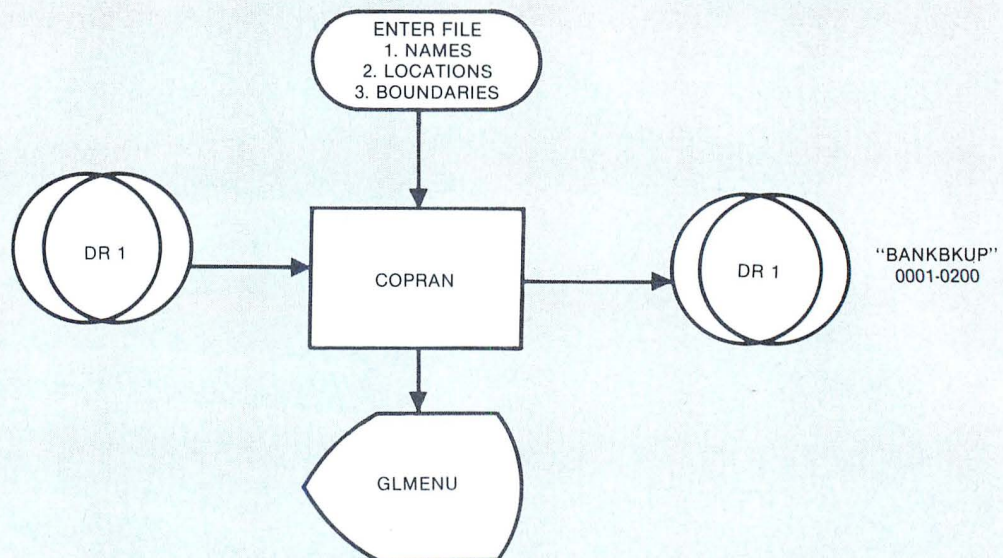 ENTER FILE
1. NAMES
2. LOCATIONS
3. BOUNDARIES
DR 1
COPRAN
DR 1
“BANKBKUP”
0001-0200
GLMENU